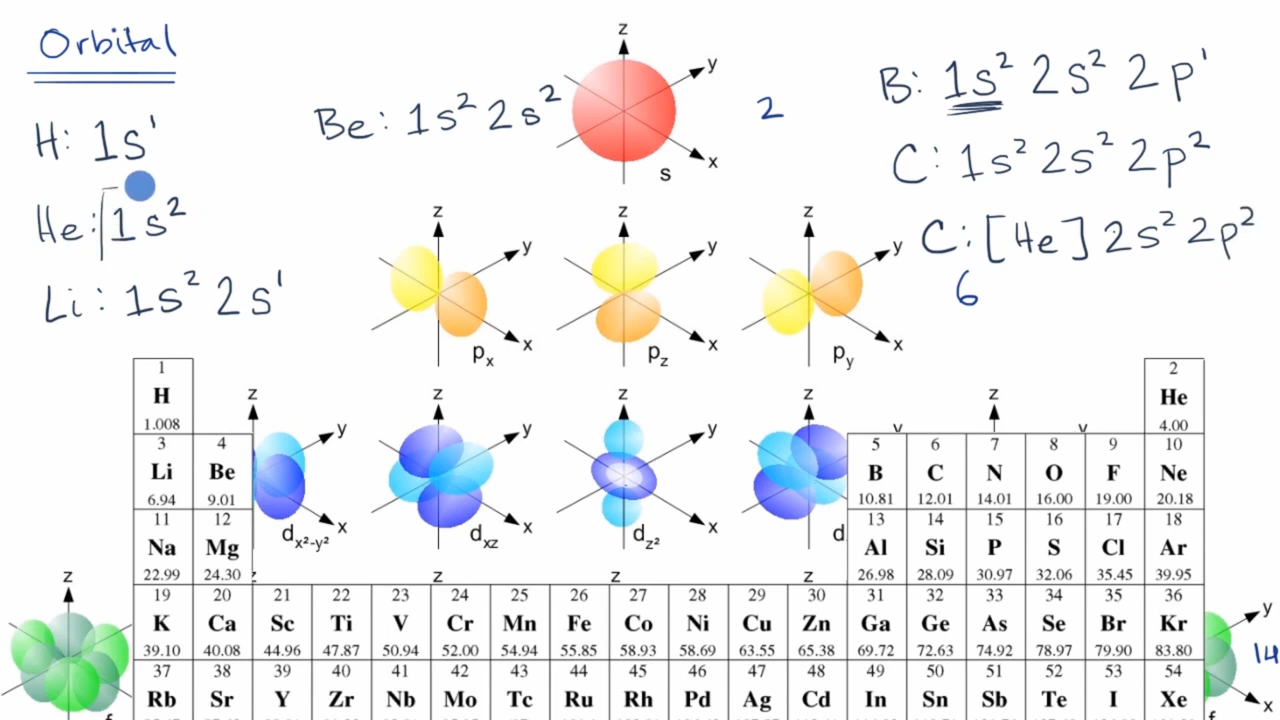 Orbital
H: 1s¹
He: 1s²
Li: 1s² 2s¹
Be: 1s² 2s²
2
B: 1s² 2s² 2p¹
C: 1s² 2s² 2p²
C: [He] 2s² 2p²
6
z
y
x
s
z
y
x
pₓ
z
y
x
p_z
z
y
x
p_y
z
y
x
d_x²-y²
z
y
x
d_xz
z
y
x
d_z²
z
d
z
y
y
1 2
H He
1.008 4.00
3 4 5 6 7 8 9 10
Li Be B C N O F Ne
6.94 9.01 10.81 12.01 14.01 16.00 19.00 20.18
11 12 13 14 15 16 17 18
Na Mg Al Si P S Cl Ar
22.99 24.30 26.98 28.09 30.97 32.06 35.45 39.95
z z z z
19 20 21 22 23 24 25 26 27 28 29 30 31 32 33 34 35 36
K Ca Sc Ti V Cr Mn Fe Co Ni Cu Zn Ga Ge As Se Br Kr
39.10 40.08 44.96 47.87 50.94 52.00 54.94 55.85 58.93 58.69 63.55 65.38 69.72 72.63 74.92 78.97 79.90 83.80
37 38 39 40 41 42 43 44 45 46 47 48 49 50 51 52 53 54
Rb Sr Y Zr Nb Mo Tc Ru Rh Pd Ag Cd In Sn Sb Te I Xe
z
y
f
y
14
x